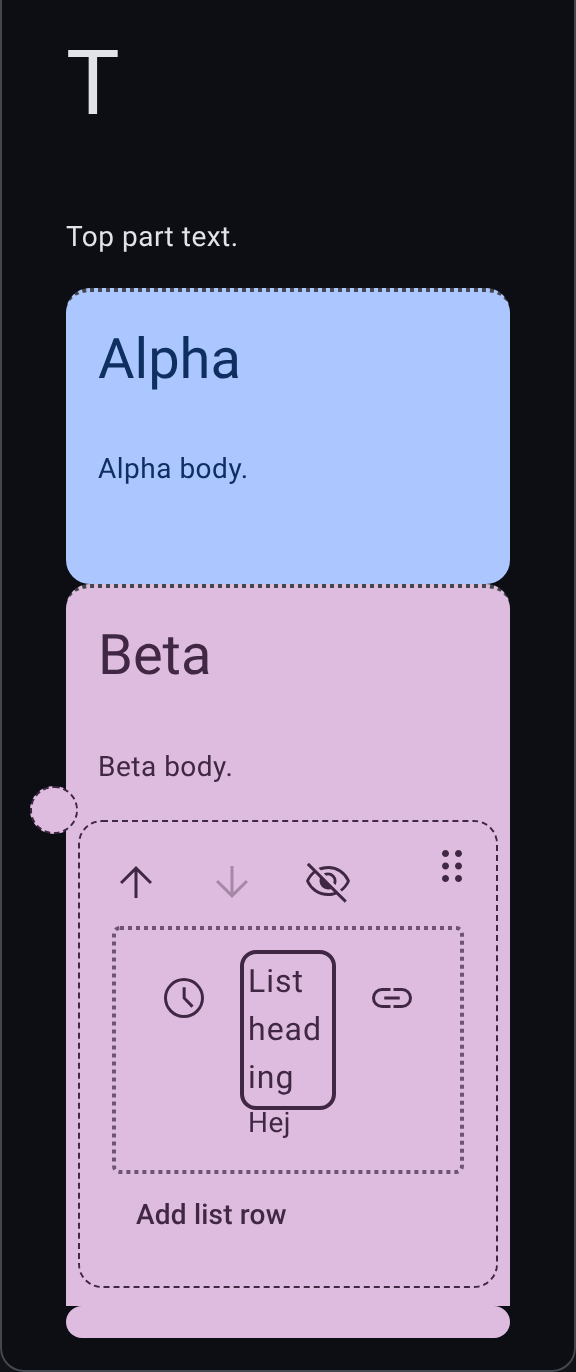 T
Top part text.
Alpha
Alpha body.
Beta
Beta body.
List
head
ing
Hej
Add list row